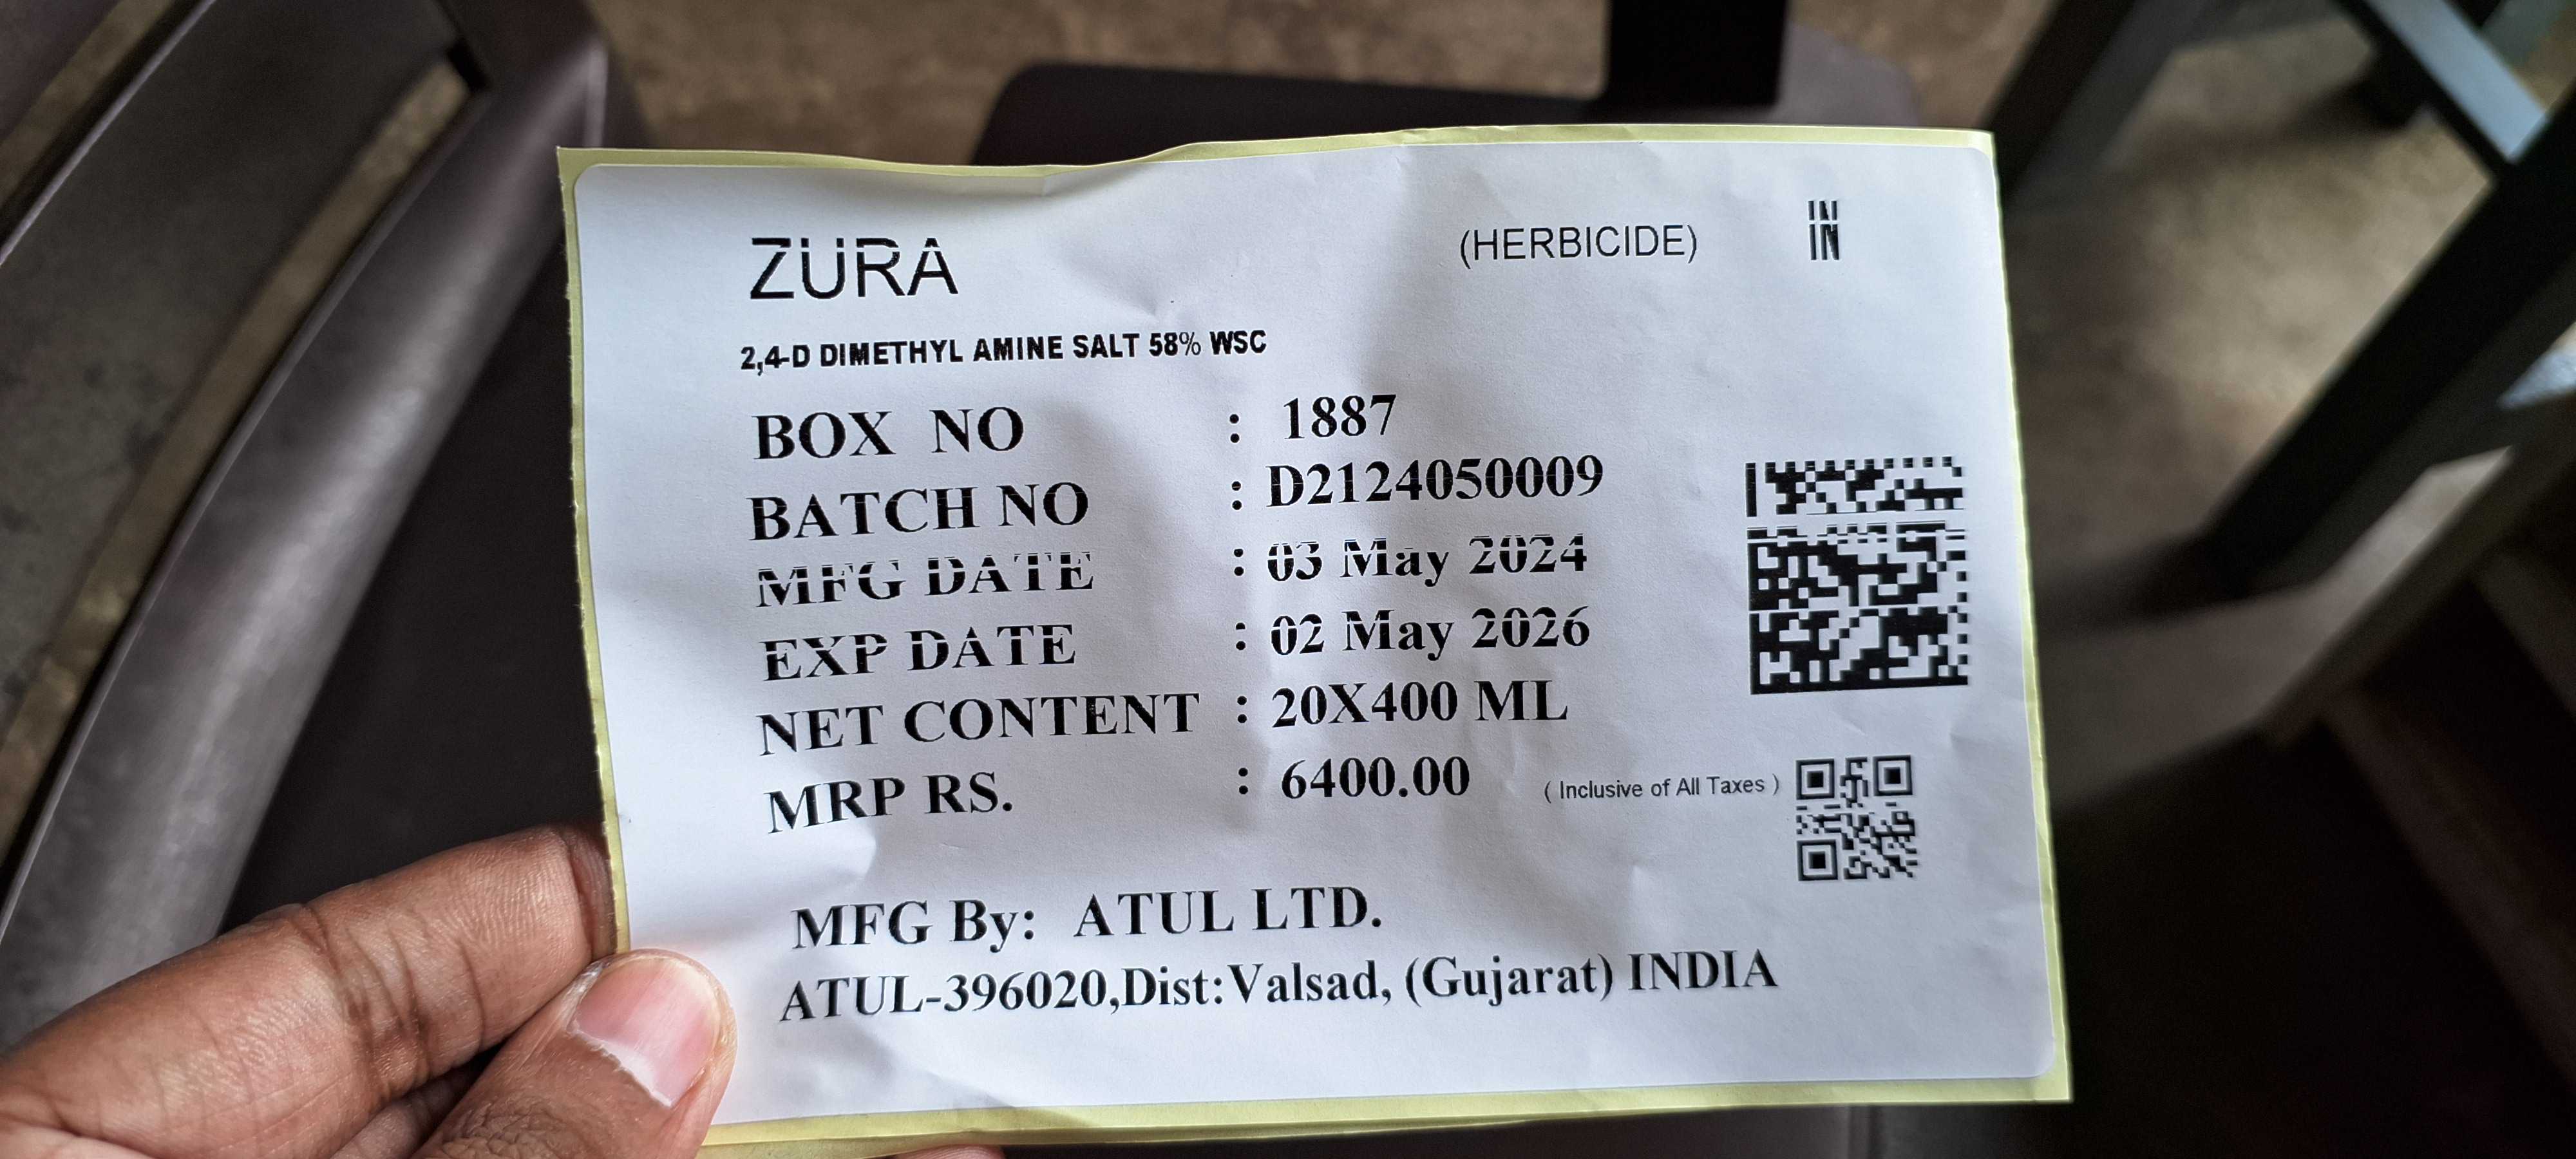 ZURA (HERBICIDE) IN
2,4-D DIMETHYL AMINE SALT 58% WSC
BOX NO : 1887
BATCH NO : D2124050009
MFG DATE : 03 May 2024
EXP DATE : 02 May 2026
NET CONTENT : 20X400 ML
MRP RS. : 6400.00 ( Inclusive of All Taxes )
MFG By: ATUL LTD.
ATUL-396020,Dist:Valsad, (Gujarat) INDIA